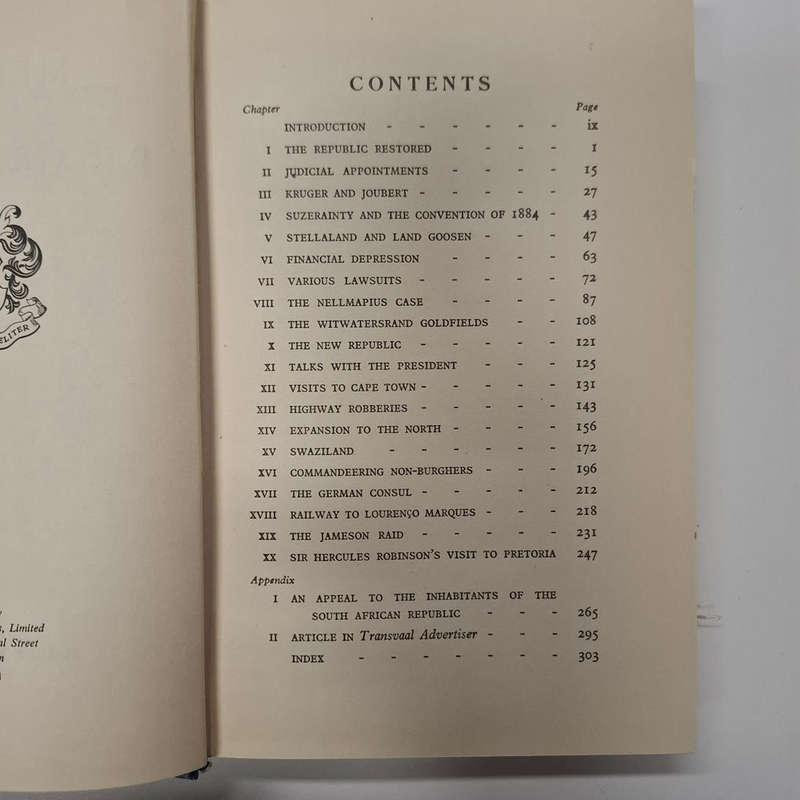 ELITER
, Limited
al Street
CONTENTS
Chapter Page
INTRODUCTION - - - - - - ix
I THE REPUBLIC RESTORED - - - - 1
II JUDICIAL APPOINTMENTS - - - - 15
III KRUGER AND JOUBERT - - - - - 27
IV SUZERAINTY AND THE CONVENTION OF 1884 - 43
V STELLALAND AND LAND GOOSEN - - - 47
VI FINANCIAL DEPRESSION - - - - 63
VII VARIOUS LAWSUITS - - - - - 72
VIII THE NELLMAPIUS CASE - - - - 87
IX THE WITWATERSRAND GOLDFIELDS - - 108
X THE NEW REPUBLIC - - - - - 121
XI TALKS WITH THE PRESIDENT - - - 125
XII VISITS TO CAPE TOWN - - - - - 131
XIII HIGHWAY ROBBERIES - - - - - 143
XIV EXPANSION TO THE NORTH - - - - 156
XV SWAZILAND - - - - - - 172
XVI COMMANDEERING NON-BURGHERS - - - 196
XVII THE GERMAN CONSUL - - - - - 212
XVIII RAILWAY TO LOURENÇO MARQUES - - - 218
XIX THE JAMESON RAID - - - - - 231
XX SIR HERCULES ROBINSON'S VISIT TO PRETORIA 247
Appendix
I AN APPEAL TO THE INHABITANTS OF THE
SOUTH AFRICAN REPUBLIC - - - 265
II ARTICLE IN Transvaal Advertiser - - - 295
INDEX - - - - - - - 303